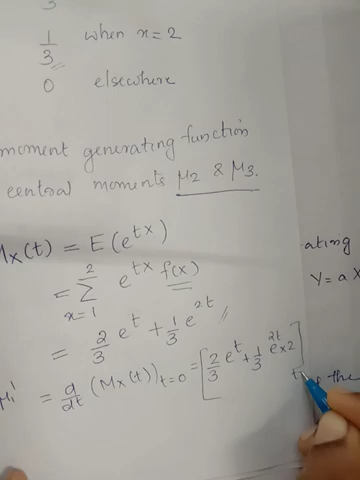 3
1/3 when x = 2
0 elsewhere
moment generating function
central moments μ2 & μ3.
Mx(t) = E(e^tx)
= Σ_{x=1}^{2} e^tx f(x)
= 2/3 e^t + 1/3 e^2t //
μ1' = d/dt (Mx(t))_{t=0} = [2/3 e^t + 1/3 e^2t × 2]
ating
Y = a X
the